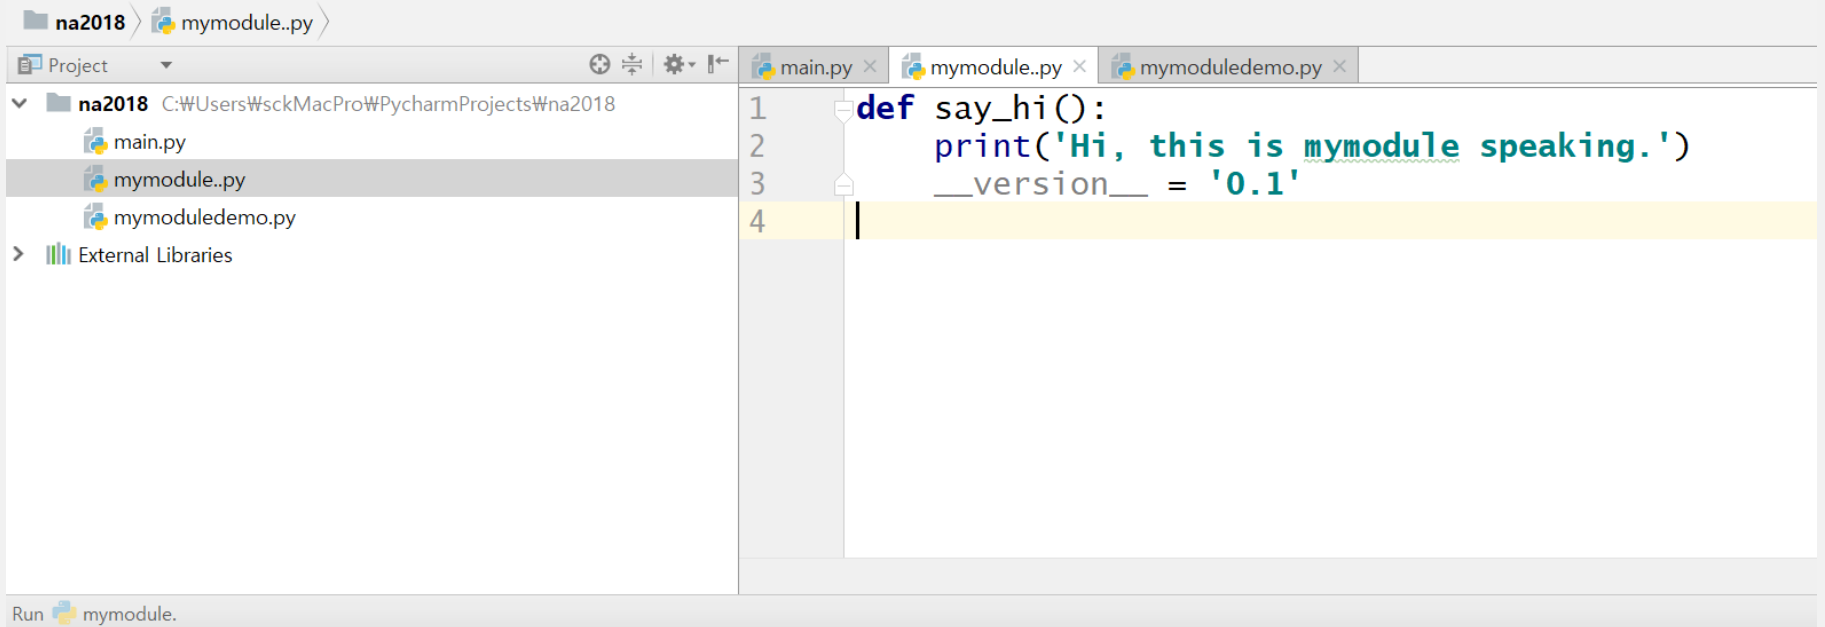 na2018 mymodule..py
Project
main.py mymodule..py mymoduledemo.py
na2018 C:₩Users₩sckMacPro₩PycharmProjects₩na2018
main.py
mymodule..py
mymoduledemo.py
External Libraries
1 def say_hi():
2 print('Hi, this is mymodule speaking.')
3 __version__ = '0.1'
4
Run mymodule.